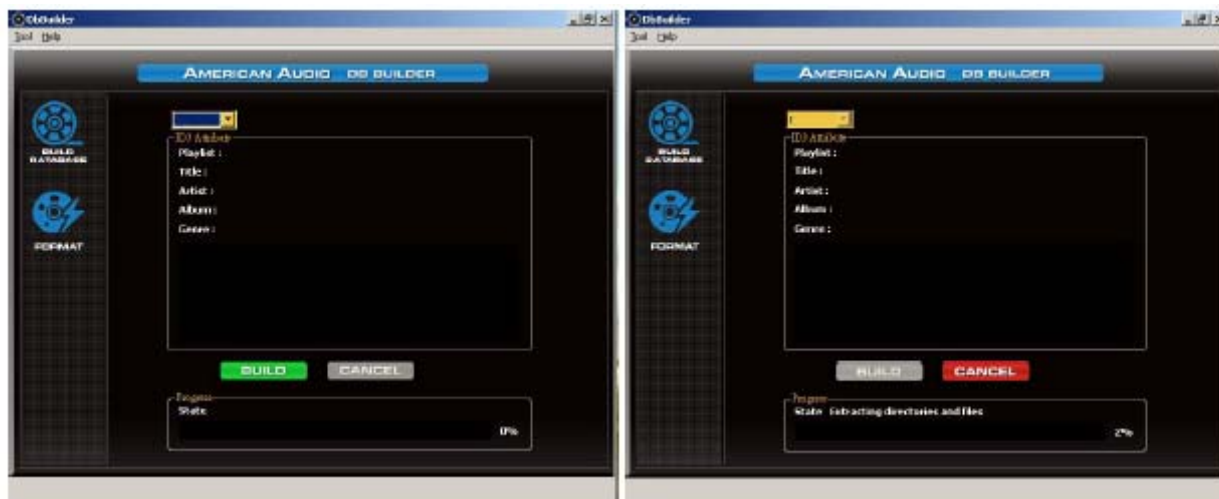 DbBuilder
Tool Help
AMERICAN AUDIO DB BUILDER
BUILD
DATABASE
FORMAT
ID3 Attribute
Playlist :
Title :
Artist :
Album :
Genre :
BUILD CANCEL
Progress
State
0%
DbBuilder
Tool Help
AMERICAN AUDIO DB BUILDER
BUILD
DATABASE
FORMAT
ID3 Attribute
Playlist :
Title :
Artist :
Album :
Genre :
BUILD CANCEL
Progress
State Extracting directories and files
2%